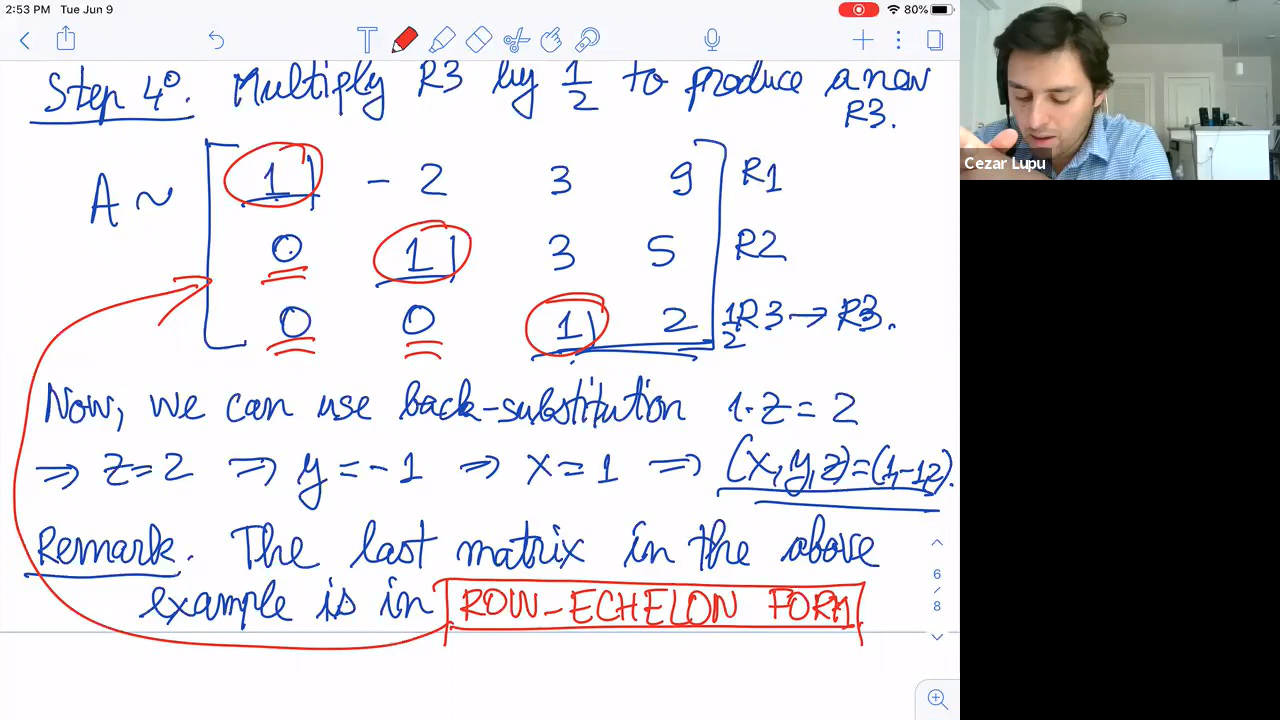 2:53 PM Tue Jun 9
80%
T
Step 4°. Multiply R3 by 1/2 to produce a new
R3.
A ~ [ 1 -2 3 9 ] R1
0 1 3 5 R2
0 0 1 2 1/2 R3 → R3.
Now, we can use back-substitution 1·z = 2
⇒ z = 2 ⇒ y = -1 ⇒ x = 1 ⇒ (x,y,z)=(1,-1,2).
Remark. The last matrix in the above
example is in ROW-ECHELON FORM
6
/
8
Cezar Lupu